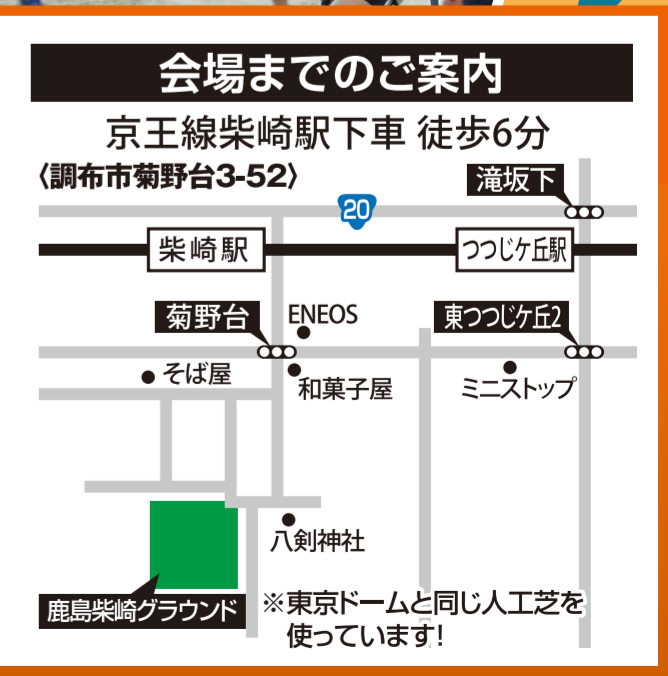 会場までのご案内
京王線柴崎駅下車 徒歩6分
〈調布市菊野台3-52〉
滝坂下
20
柴崎駅
つつじケ丘駅
菊野台
ENEOS
東つつじケ丘2
そば屋
和菓子屋
ミニストップ
八剣神社
鹿島柴崎グラウンド
※東京ドームと同じ人工芝を
使っています!